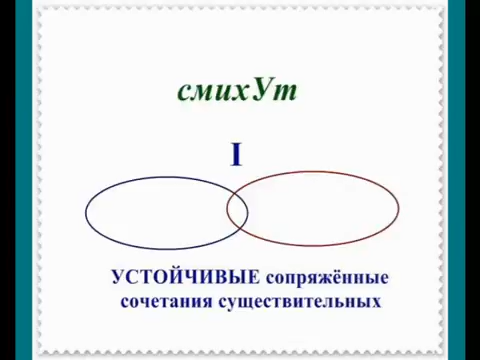 смихУт
I
УСТОЙЧИВЫЕ сопряжённые
сочетания существительных